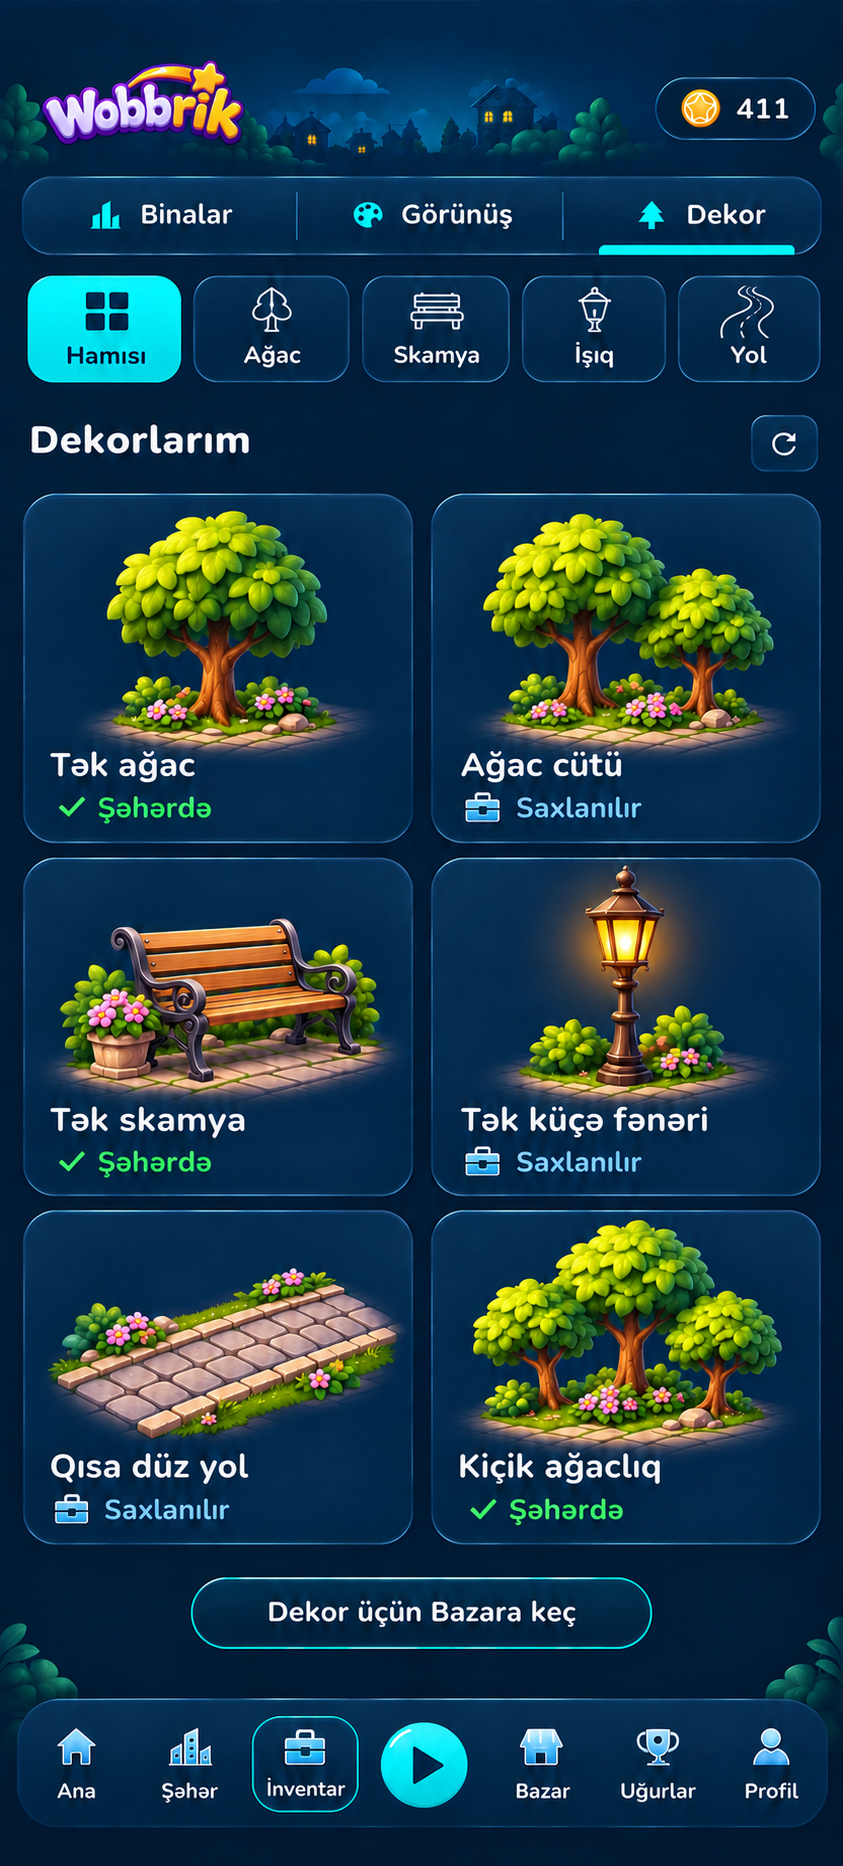 Wobbrik
411
Binalar
Görünüş
Dekor
Hamısı
Ağac
Skamya
İşıq
Yol
Dekorlarım
Tək ağac
Şəhərdə
Ağac cütü
Saxlanılır
Tək skamya
Şəhərdə
Tək küçə fənəri
Saxlanılır
Qısa düz yol
Saxlanılır
Kiçik ağaclıq
Şəhərdə
Dekor üçün Bazara keç
Ana
Şəhər
İnventar
Bazar
Uğurlar
Profil